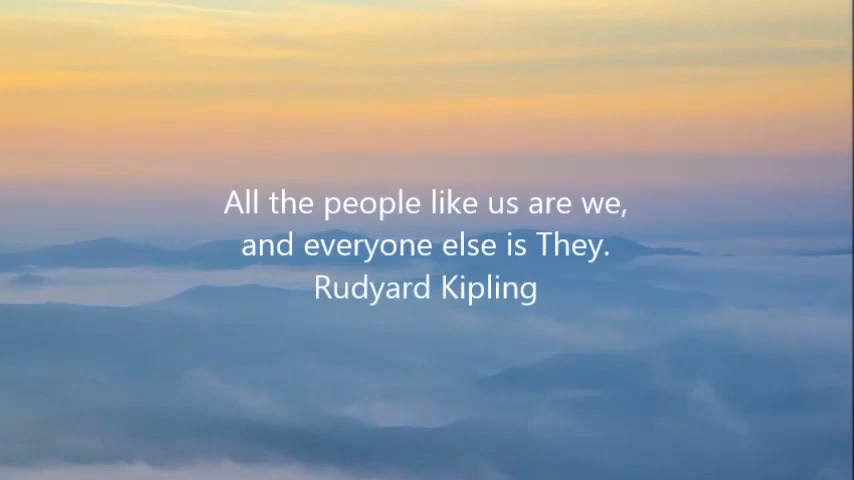 All the people like us are we,
and everyone else is They.
Rudyard Kipling